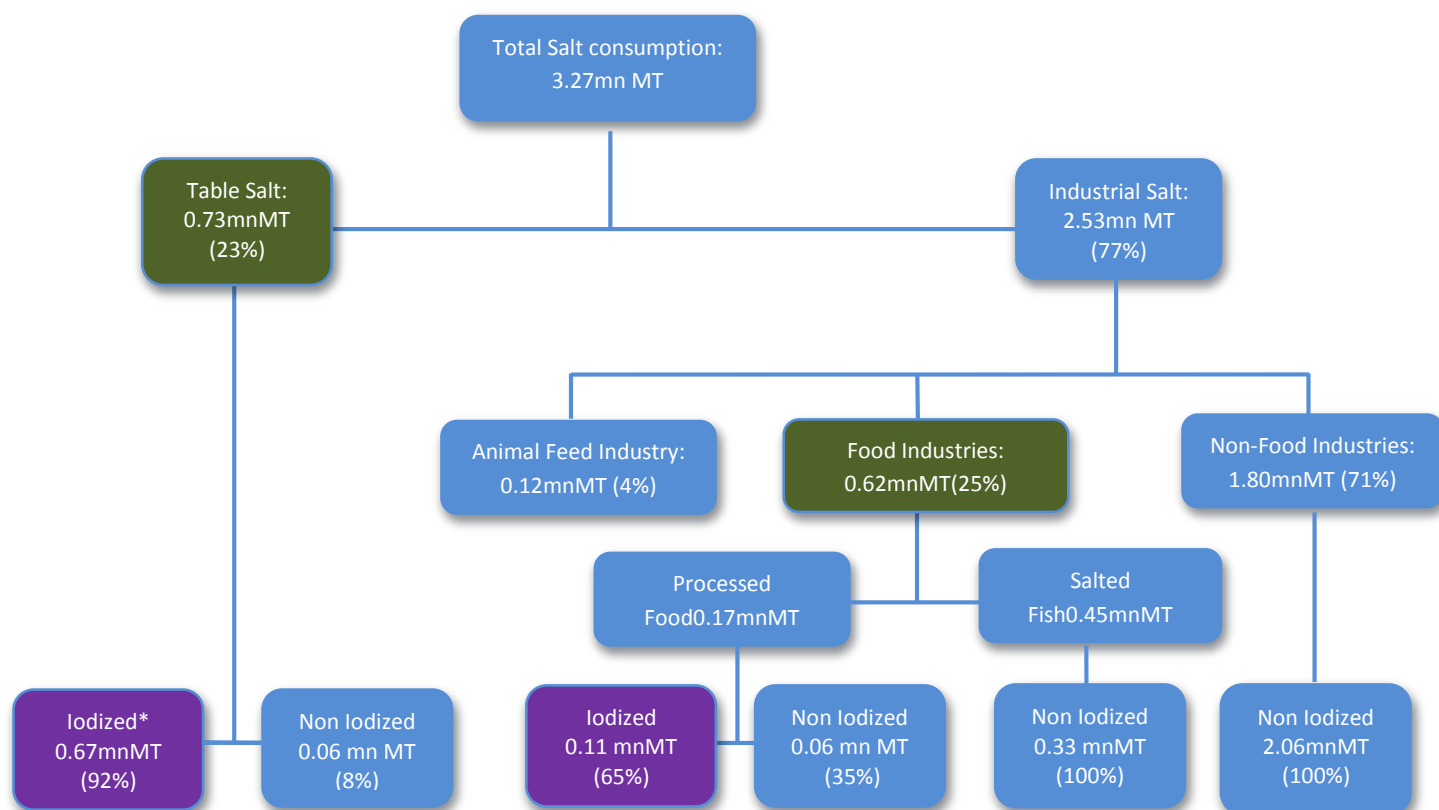 Total Salt consumption:
3.27mn MT
Table Salt:
0.73mnMT
(23%)
Industrial Salt:
2.53mn MT
(77%)
Animal Feed Industry:
0.12mnMT (4%)
Food Industries:
0.62mnMT(25%)
Non-Food Industries:
1.80mnMT (71%)
Processed
Food0.17mnMT
Salted
Fish0.45mnMT
Iodized*
0.67mnMT
(92%)
Non Iodized
0.06 mn MT
(8%)
Iodized
0.11 mnMT
(65%)
Non Iodized
0.06 mn MT
(35%)
Non Iodized
0.33 mnMT
(100%)
Non Iodized
2.06mnMT
(100%)